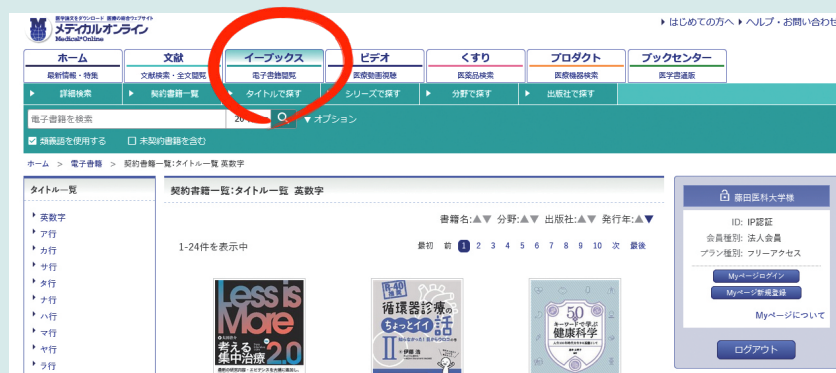 医学論文をダウンロード 医療の総合ウェブサイト
メディカルオンライン
Medical*Online
はじめての方へ ヘルプ・お問い合わせ
ホーム 文献 イーブックス ビデオ くすり プロダクト ブックセンター
最新情報・特集 文献検索・全文閲覧 電子書籍閲覧 医療動画視聴 医薬品検索 医療機器検索 医学書通販
詳細検索 契約書籍一覧 タイトルで探す シリーズで探す 分野で探す 出版社で探す
電子書籍を検索 20 ▼オプション
類義語を使用する 未契約書籍を含む
ホーム > 電子書籍 > 契約書籍一覧:タイトル一覧 英数字
タイトル一覧
英数字
ア行
カ行
サ行
タ行
ナ行
ハ行
マ行
ヤ行
ラ行
契約書籍一覧:タイトル一覧 英数字
書籍名:▲▼ 分野:▲▼ 出版社:▲▼ 発行年:▲▼
1-24件を表示中
最初 前 1 2 3 4 5 6 7 8 9 10 次 最後
Less is
More
考える
集中治療 2.0
R-40
指定
循環器診療の
ちょっとイイ話
II
50
キーワードで学ぶ
健康科学
藤田医科大学様
ID: IP認証
会員種別: 法人会員
プラン種別: フリーアクセス
Myページログイン
Myページ新規登録
Myページについて
ログアウト